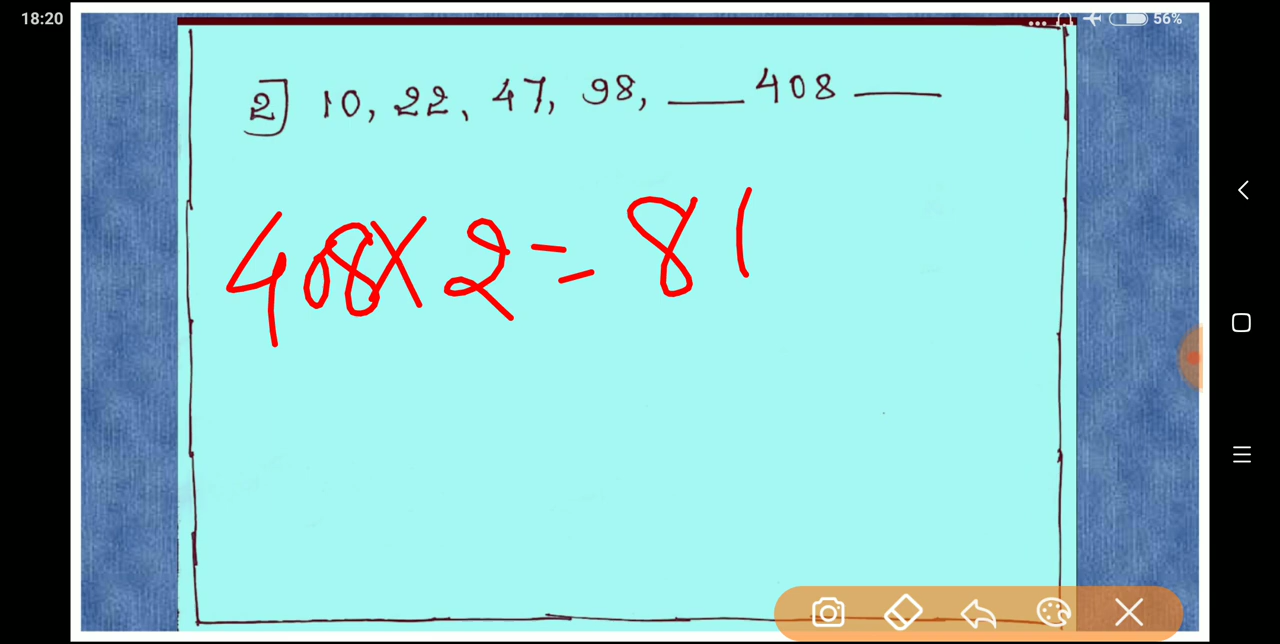 18:20
56%
2] 10, 22, 47, 98, ___ 408 ___
408 × 2 = 81